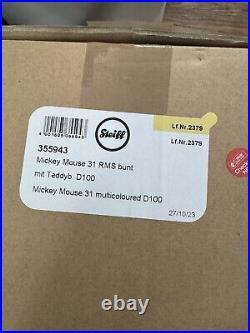 Steiff
Lf.Nr.2379
355943
Lf.Nr.2379
Mickey Mouse 31 RMS bunt
mit Teddyb. D100
Mickey Mouse 31 multicoloured D100
27/10/23